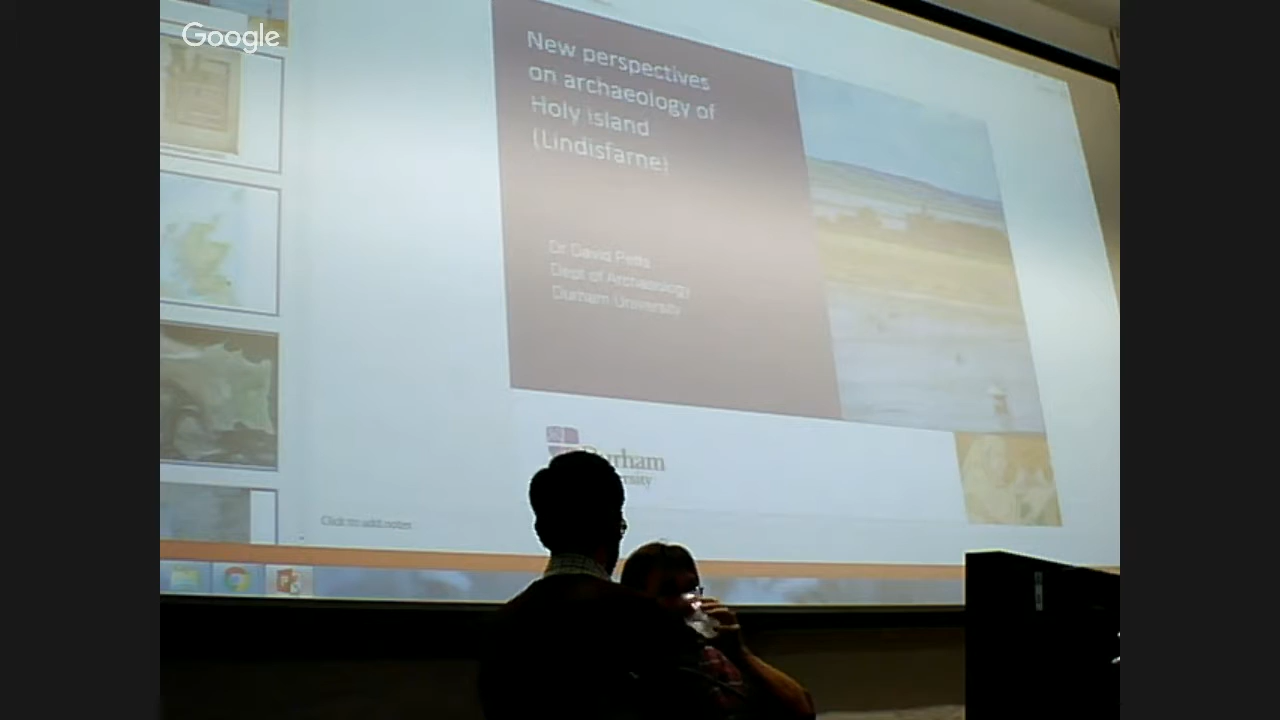 Google
New perspectives
on archaeology of
Holy island
(Lindisfarne)
Dr David Petts
Dept of Archaeology
Durham University
Durham
Click to add notes